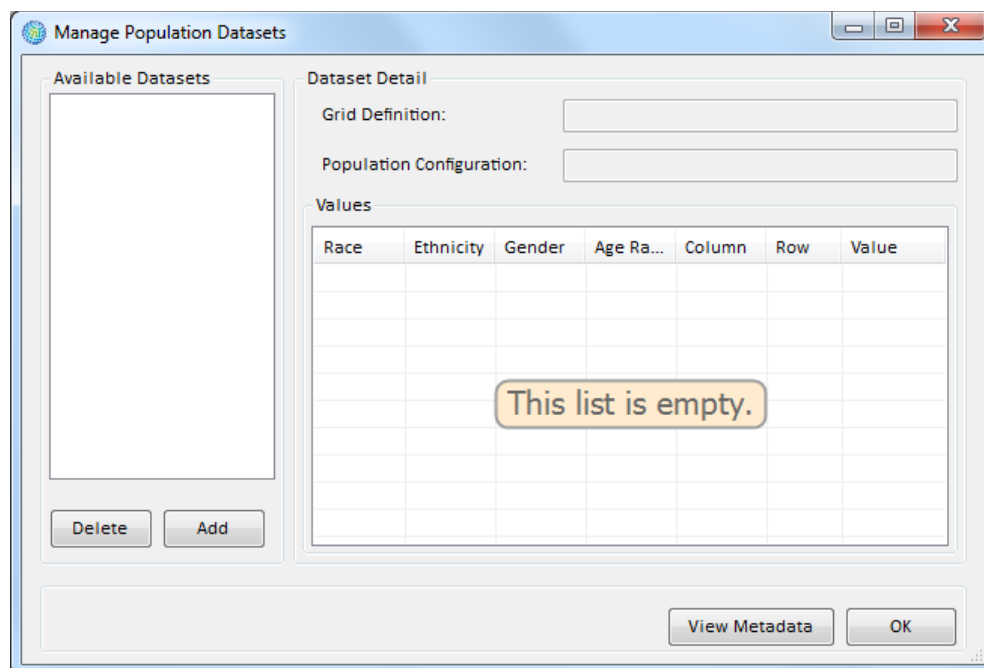 Manage Population Datasets
Available Datasets
Dataset Detail
Grid Definition:
Population Configuration:
Values
Race Ethnicity Gender Age Ra... Column Row Value
This list is empty.
Delete Add
View Metadata OK